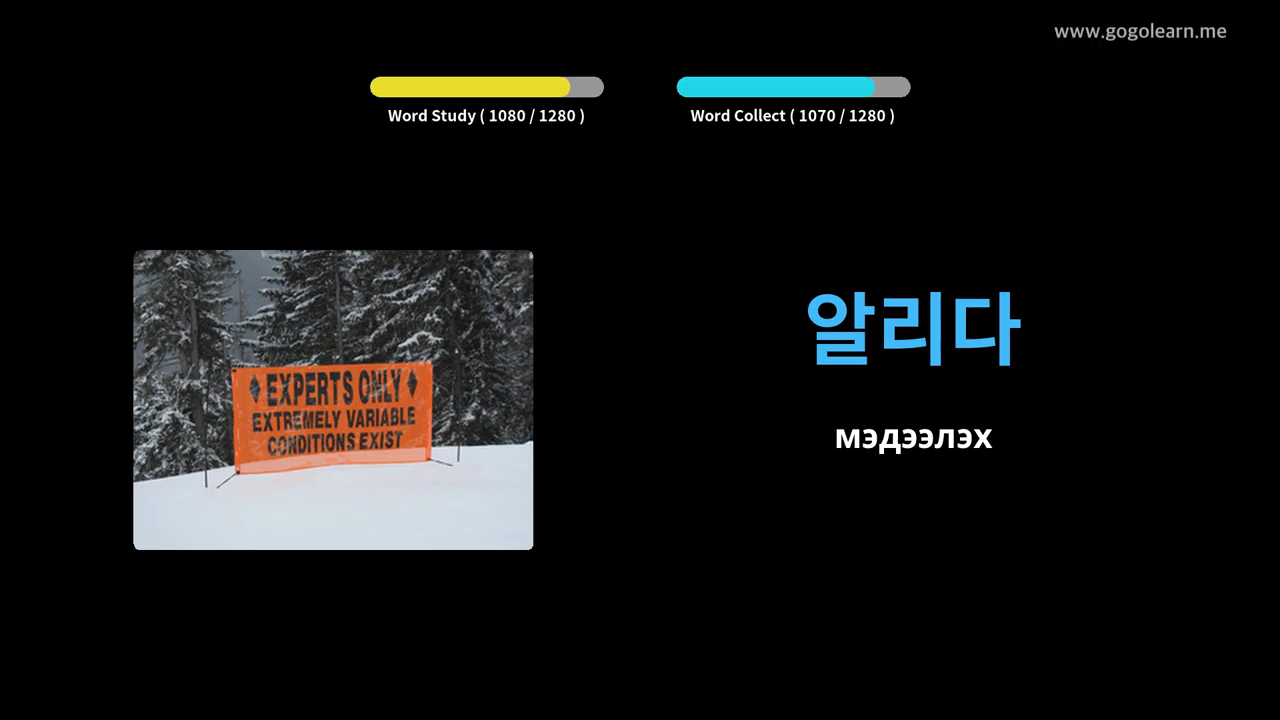 www.gogolearn.me
Word Study ( 1080 / 1280 )
Word Collect ( 1070 / 1280 )
EXPERTS ONLY
EXTREMELY VARIABLE
CONDITIONS EXIST
알리다
мэдээлэх